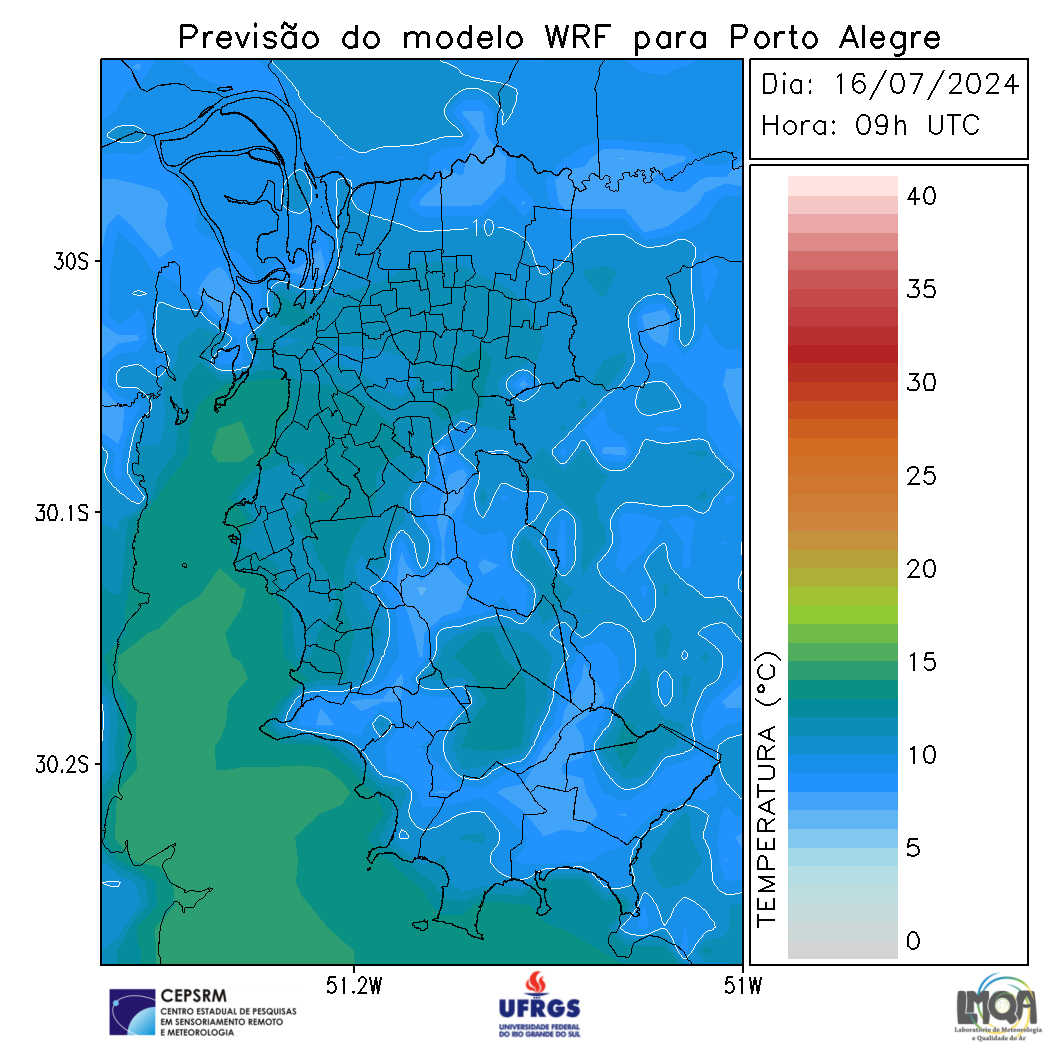 Previsão do modelo WRF para Porto Alegre
Dia: 16/07/2024
Hora: 09h UTC
40
35
30
25
20
15
10
5
0
TEMPERATURA (°C)
10
30S
30.1S
30.2S
51.2W
51W
CEPSRM
CENTRO ESTADUAL DE PESQUISAS
EM SENSORIAMENTO REMOTO
E METEOROLOGIA
UFRGS
UNIVERSIDADE FEDERAL
DO RIO GRANDE DO SUL
LMQA
Laboratório de Meteorologia
e Qualidade do Ar